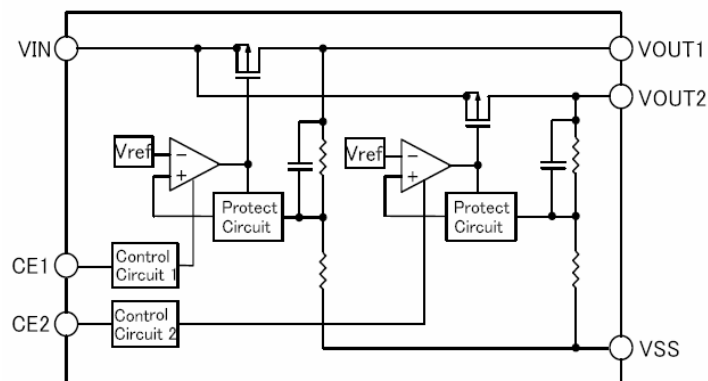 VIN
VOUT1
VOUT2
Vref
−
+
Vref
−
+
Protect
Circuit
Protect
Circuit
CE1
Control
Circuit 1
CE2
Control
Circuit 2
VSS